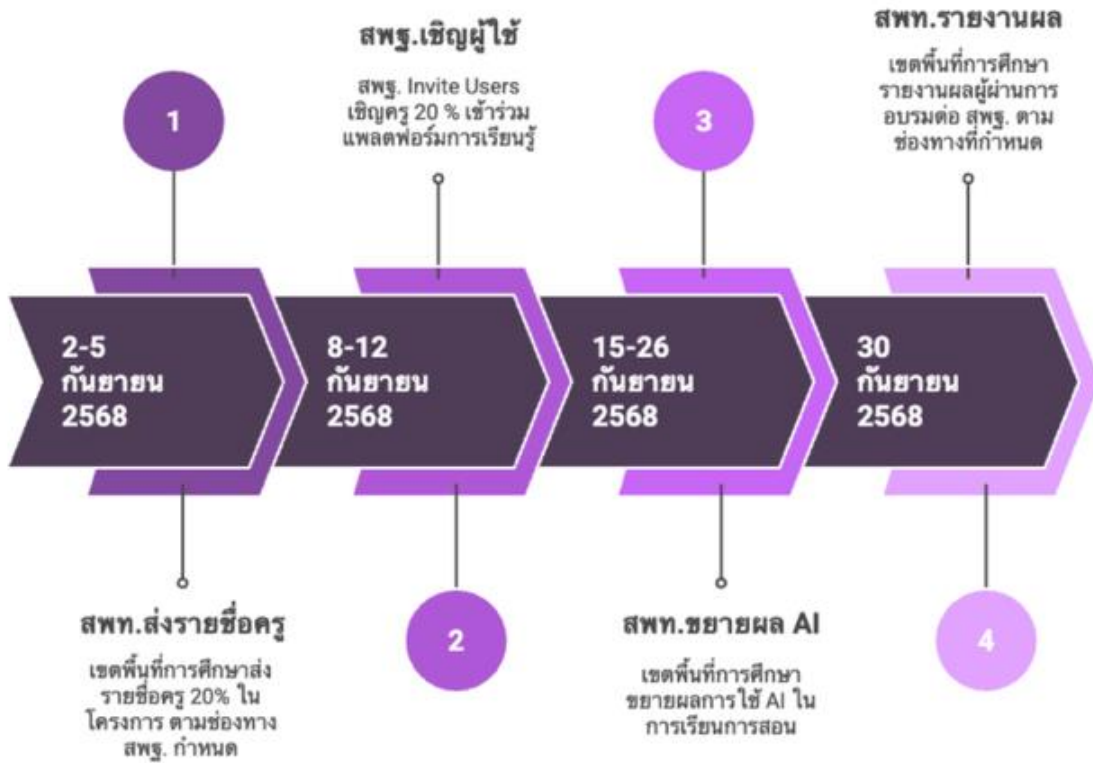 1
2-5
กันยายน
2568
สพท.ส่งรายชื่อครู
เขตพื้นที่การศึกษาส่ง
รายชื่อครู 20% ใน
โครงการ ตามช่องทาง
สพฐ. กำหนด
สพฐ.เชิญผู้ใช้
สพฐ. Invite Users
เชิญครู 20 % เข้าร่วม
แพลตฟอร์มการเรียนรู้
8-12
กันยายน
2568
2
3
15-26
กันยายน
2568
สพท.ขยายผล AI
เขตพื้นที่การศึกษา
ขยายผลการใช้ AI ใน
การเรียนการสอน
สพท.รายงานผล
เขตพื้นที่การศึกษา
รายงานผลผู้ผ่านการ
อบรมต่อ สพฐ. ตาม
ช่องทางที่กำหนด
30
กันยายน
2568
4